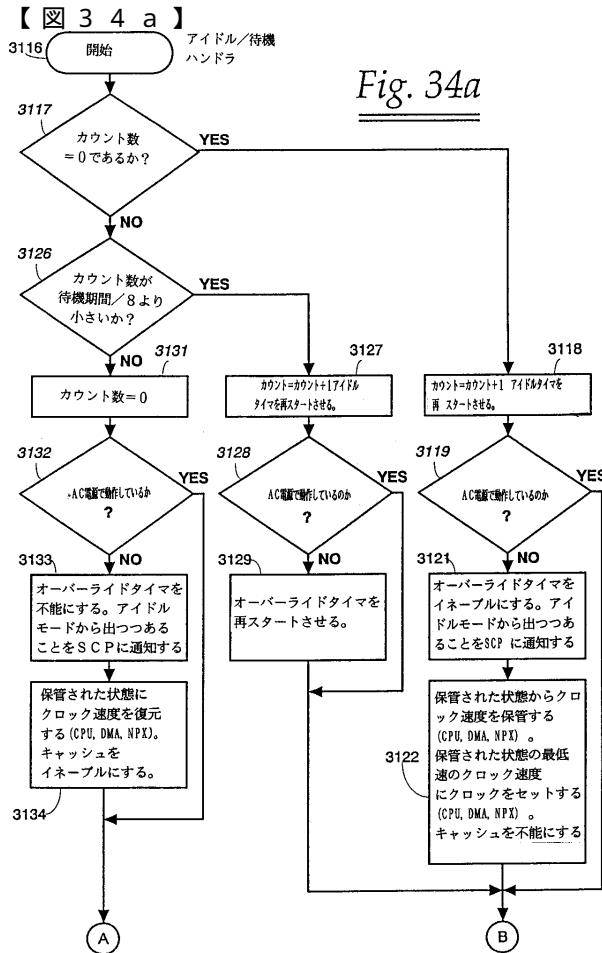 【図３４ａ】
3116
開始
アイドル／待機
ハンドラ
Fig. 34a
3117
カウント数
＝０であるか？
YES
NO
3126
カウント数が
待機期間／８より
小さいか？
YES
NO
3131
カウント数＝０
3127
カウント＝カウント＋１アイドル
タイマを再スタートさせる。
3118
カウント＝カウント＋１ アイドルタイマを
再 スタートさせる。
3132
AC電源で動作しているか
？
YES
NO
3128
AC電源で動作しているのか
？
YES
NO
3119
AC電源で動作しているのか
？
YES
NO
3133
オーバーライドタイマを
不能にする。アイドル
モードから出つつある
ことをＳＣＰに通知する
3129
オーバーライドタイマを
再スタートさせる。
3121
オーバーライドタイマを
イネーブルにする。アイ
ドルモードから出つつあ
ることをSCP に通知する
保管された状態に
クロック速度を復元
する(CPU, DMA, NPX)。
キャッシュを
イネーブルにする。
3134
保管された状態からクロ
ック速度を保管する
(CPU, DMA, NPX) 。
保管された状態の最低
速のクロック速度
にクロックをセットする
(CPU, DMA, NPX) 。
キャッシュを不能にする
3122
A
B